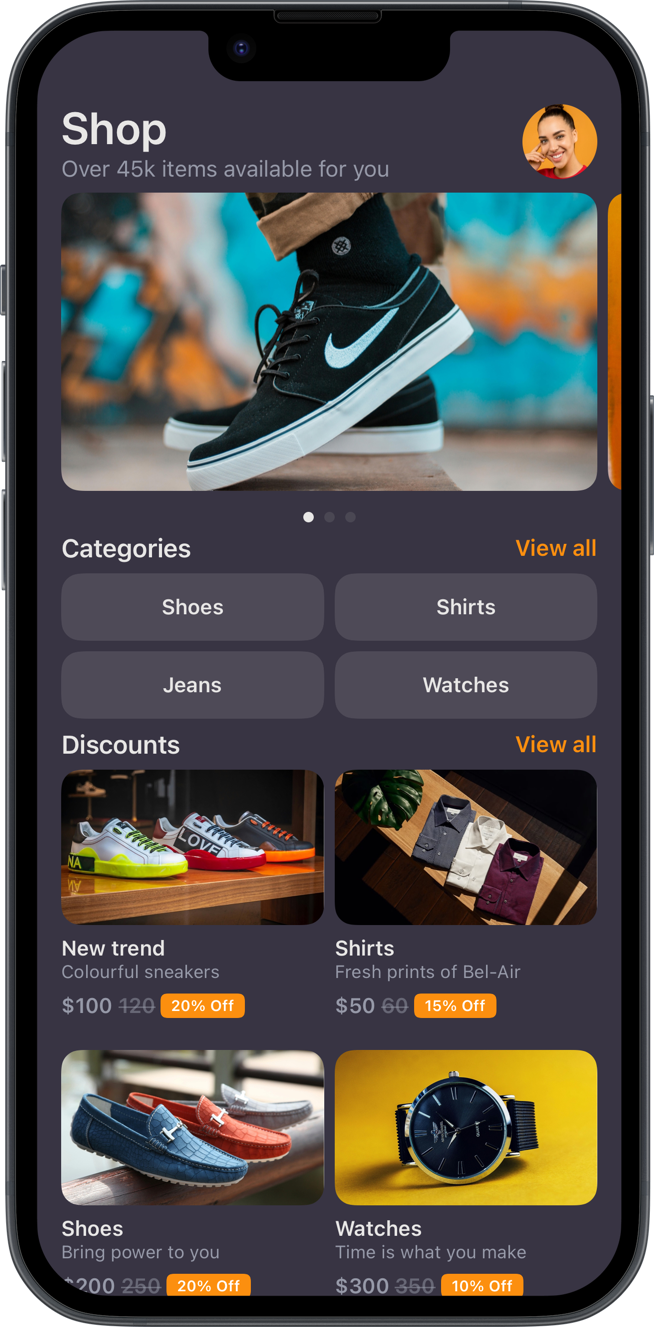 Shop
Over 45k items available for you
Categories
View all
Shoes
Shirts
Jeans
Watches
Discounts
View all
NA
LOVE
New trend
Colourful sneakers
$100 120 20% Off
Shirts
Fresh prints of Bel-Air
$50 60 15% Off
Shoes
Bring power to you
$200 250 20% Off
Watches
Time is what you make
$300 350 10% Off